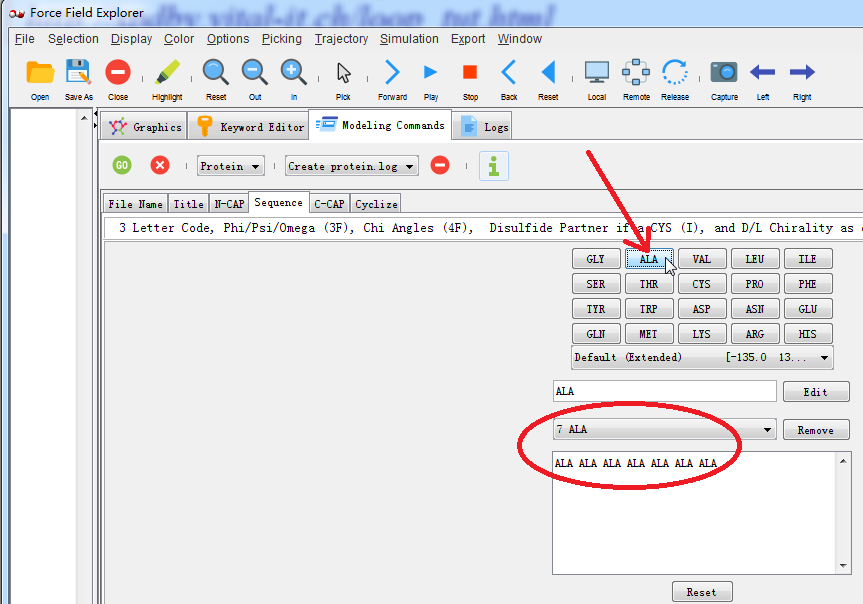 Force Field Explorer
File Selection Display Color Options Picking Trajectory Simulation Export Window
Open Save As Close Highlight Reset Out In Pick Forward Play Stop Back Reset Local Remote Release Capture Left Right
Graphics Keyword Editor Modeling Commands Logs
GO Protein Create protein.log
File Name Title N-CAP Sequence C-CAP Cyclize
3 Letter Code, Phi/Psi/Omega (3F), Chi Angles (4F), Disulfide Partner if a CYS (I), and D/L Chirality as
GLY ALA VAL LEU ILE
SER THR CYS PRO PHE
TYR TRP ASP ASN GLU
GLN MET LYS ARG HIS
Default (Extended) [-135.0 13...
ALA Edit
7 ALA Remove
ALA ALA ALA ALA ALA ALA ALA
Reset